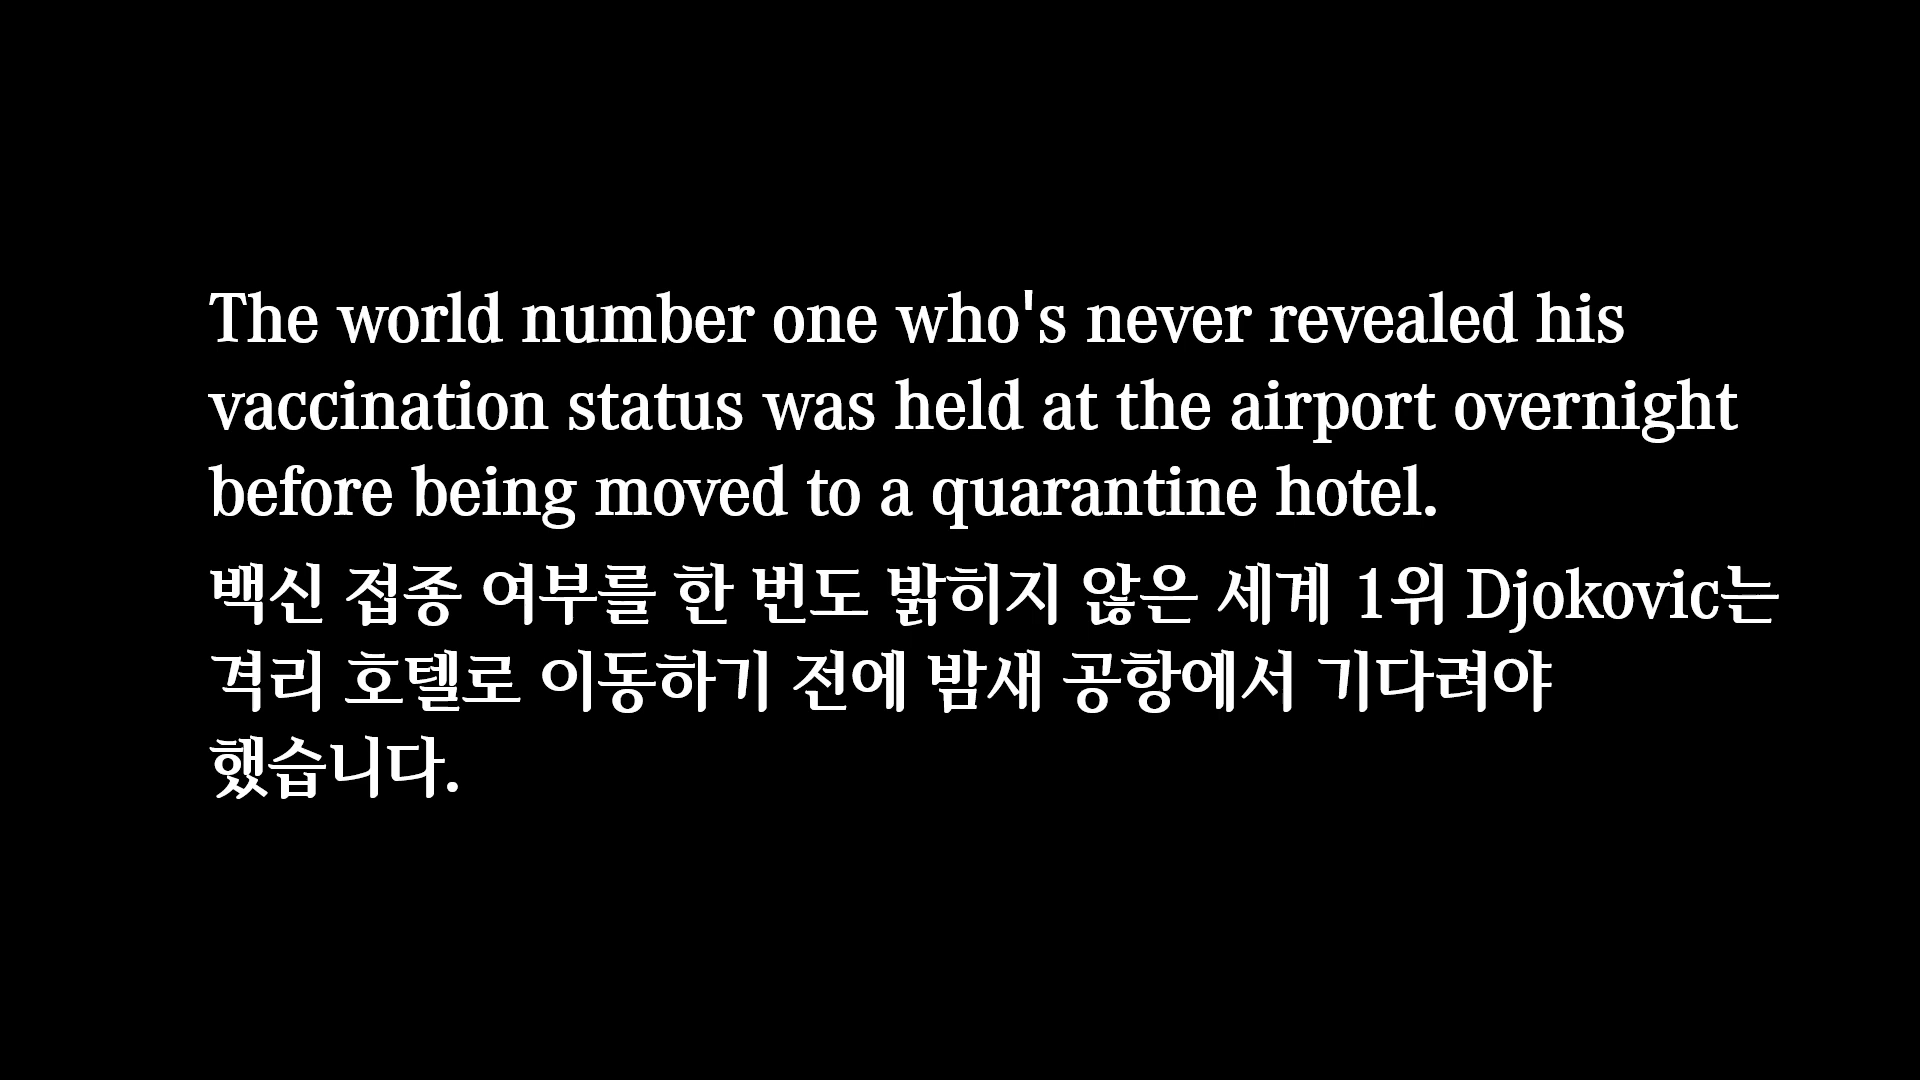 The world number one who's never revealed his
vaccination status was held at the airport overnight
before being moved to a quarantine hotel.
백신 접종 여부를 한 번도 밝히지 않은 세계 1위 Djokovic는
격리 호텔로 이동하기 전에 밤새 공항에서 기다려야
했습니다.